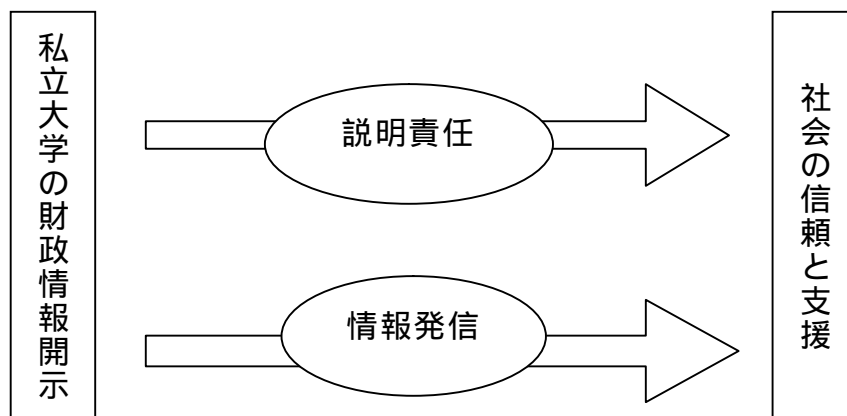 私立大学の財政情報開示
説明責任
情報発信
社会の信頼と支援